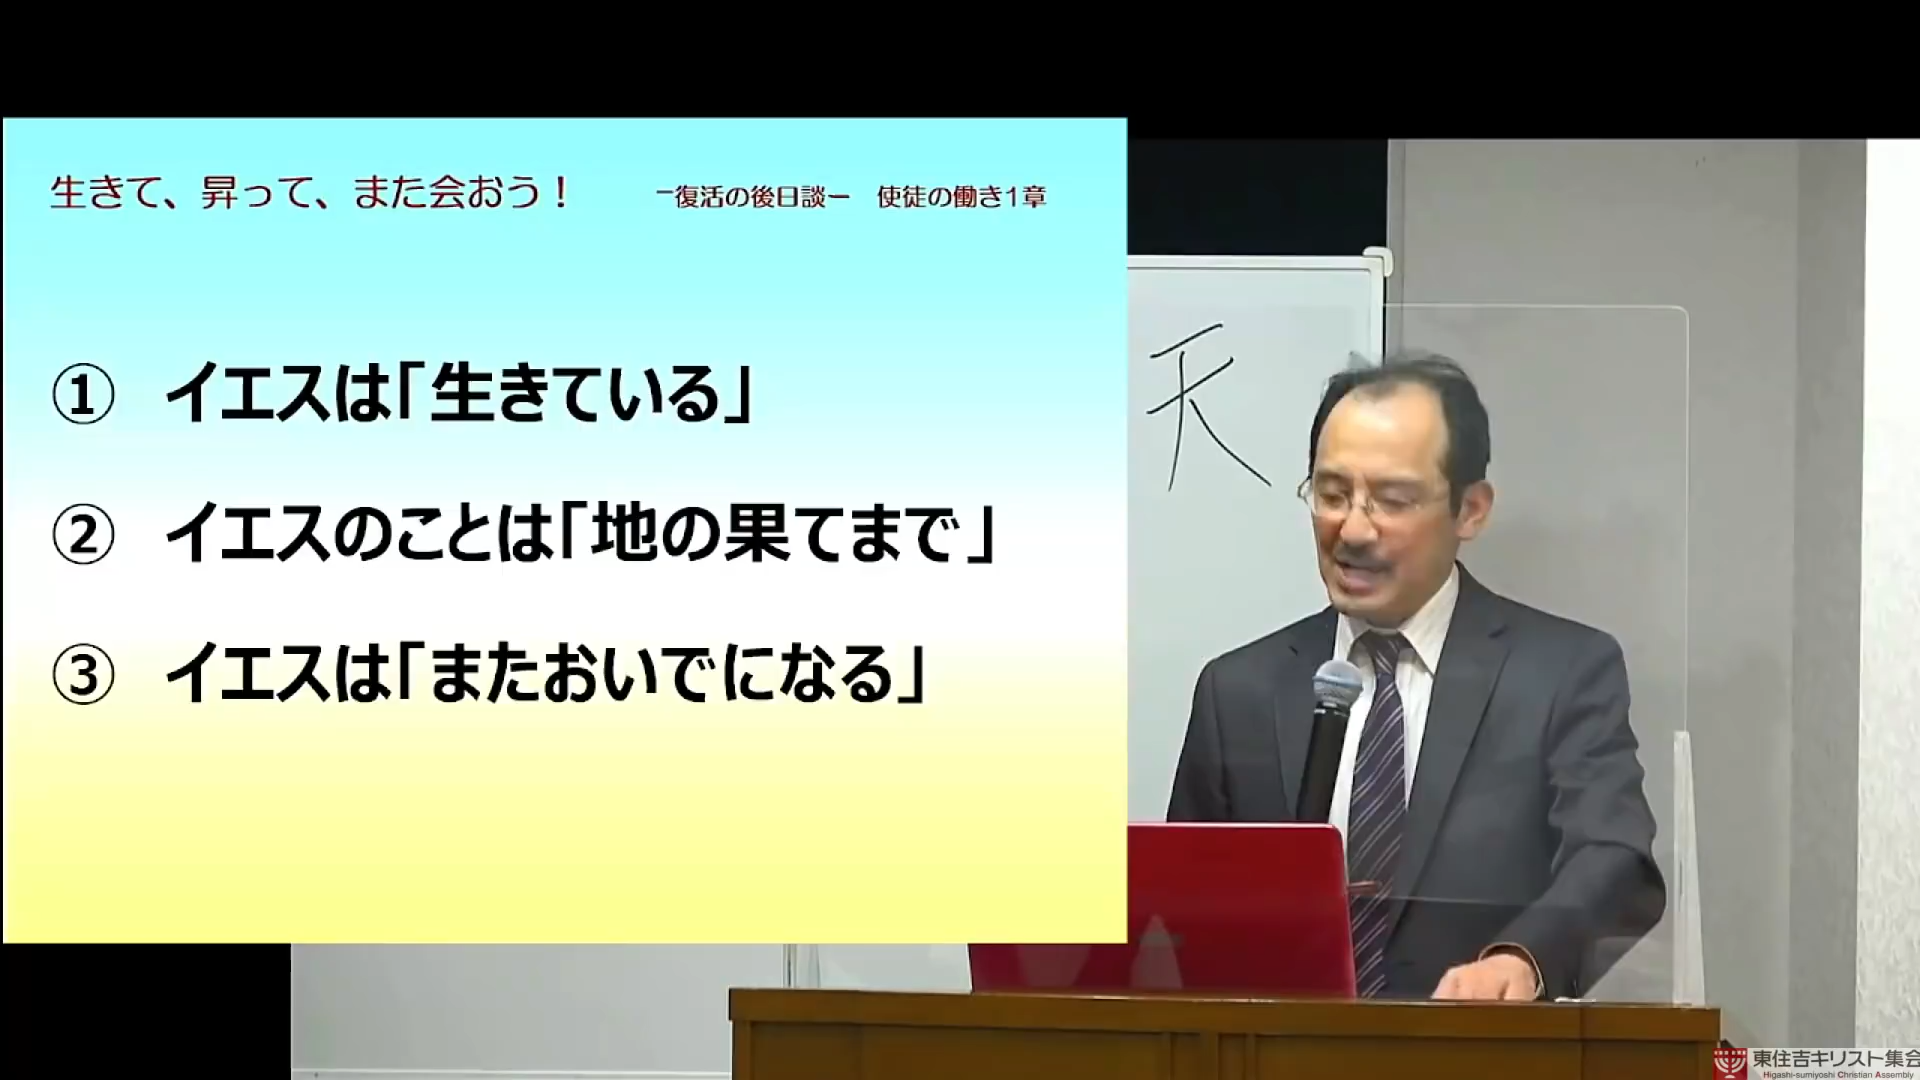 生きて、昇って、また会おう！　ー復活の後日談ー　使徒の働き1章
①　イエスは「生きている」
②　イエスのことは「地の果てまで」
③　イエスは「またおいでになる」
天
東住吉キリスト集会
Higashi-sumiyoshi Christian Assembly